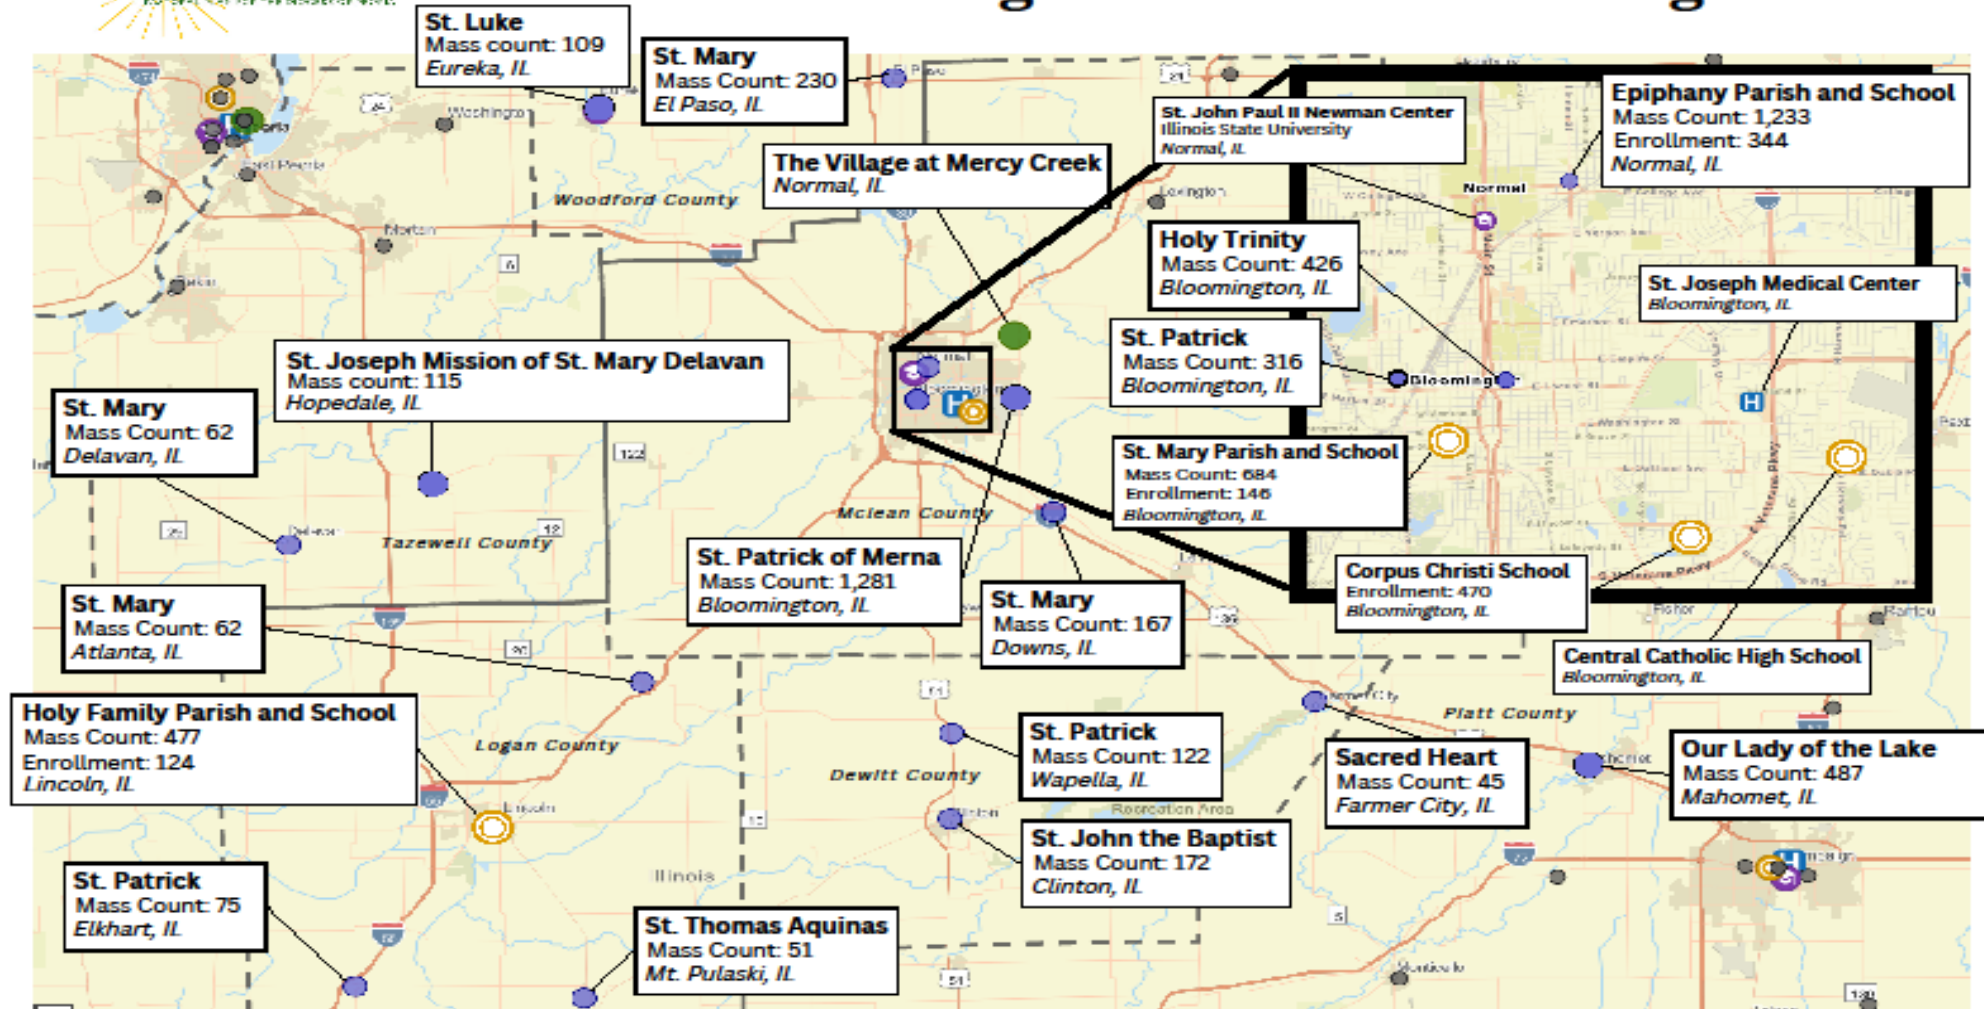 St. Luke
Mass count: 109
Eureka, IL
St. Mary
Mass Count: 230
El Paso, IL
The Village at Mercy Creek
Normal, IL
St. John Paul II Newman Center
Illinois State University
Normal, IL
Epiphany Parish and School
Mass Count: 1,233
Enrollment: 344
Normal, IL
Washington
East Peoria
Woodford County
Lexington
Normal
Morton
6
24
Holy Trinity
Mass Count: 426
Bloomington, IL
St. Joseph Medical Center
Bloomington, IL
St. Patrick
Mass Count: 316
Bloomington, IL
St. Joseph Mission of St. Mary Delavan
Mass count: 115
Hopedale, IL
St. Mary
Mass Count: 62
Delavan, IL
H
H
122
St. Mary Parish and School
Mass Count: 684
Enrollment: 146
Bloomington, IL
Mclean County
Tazewell County
St. Patrick of Merna
Mass Count: 1,281
Bloomington, IL
St. Mary
Mass Count: 167
Downs, IL
Corpus Christi School
Enrollment: 470
Bloomington, IL
Central Catholic High School
Bloomington, IL
St. Mary
Mass Count: 62
Atlanta, IL
Holy Family Parish and School
Mass Count: 477
Enrollment: 124
Lincoln, IL
Logan County
Lincoln
Dewitt County
St. Patrick
Mass Count: 122
Wapella, IL
Piatt County
Sacred Heart
Mass Count: 45
Farmer City, IL
Our Lady of the Lake
Mass Count: 487
Mahomet, IL
Recreation Area
St. John the Baptist
Mass Count: 172
Clinton, IL
Illinois
St. Patrick
Mass Count: 75
Elkhart, IL
St. Thomas Aquinas
Mass Count: 51
Mt. Pulaski, IL
5
51
Monticello